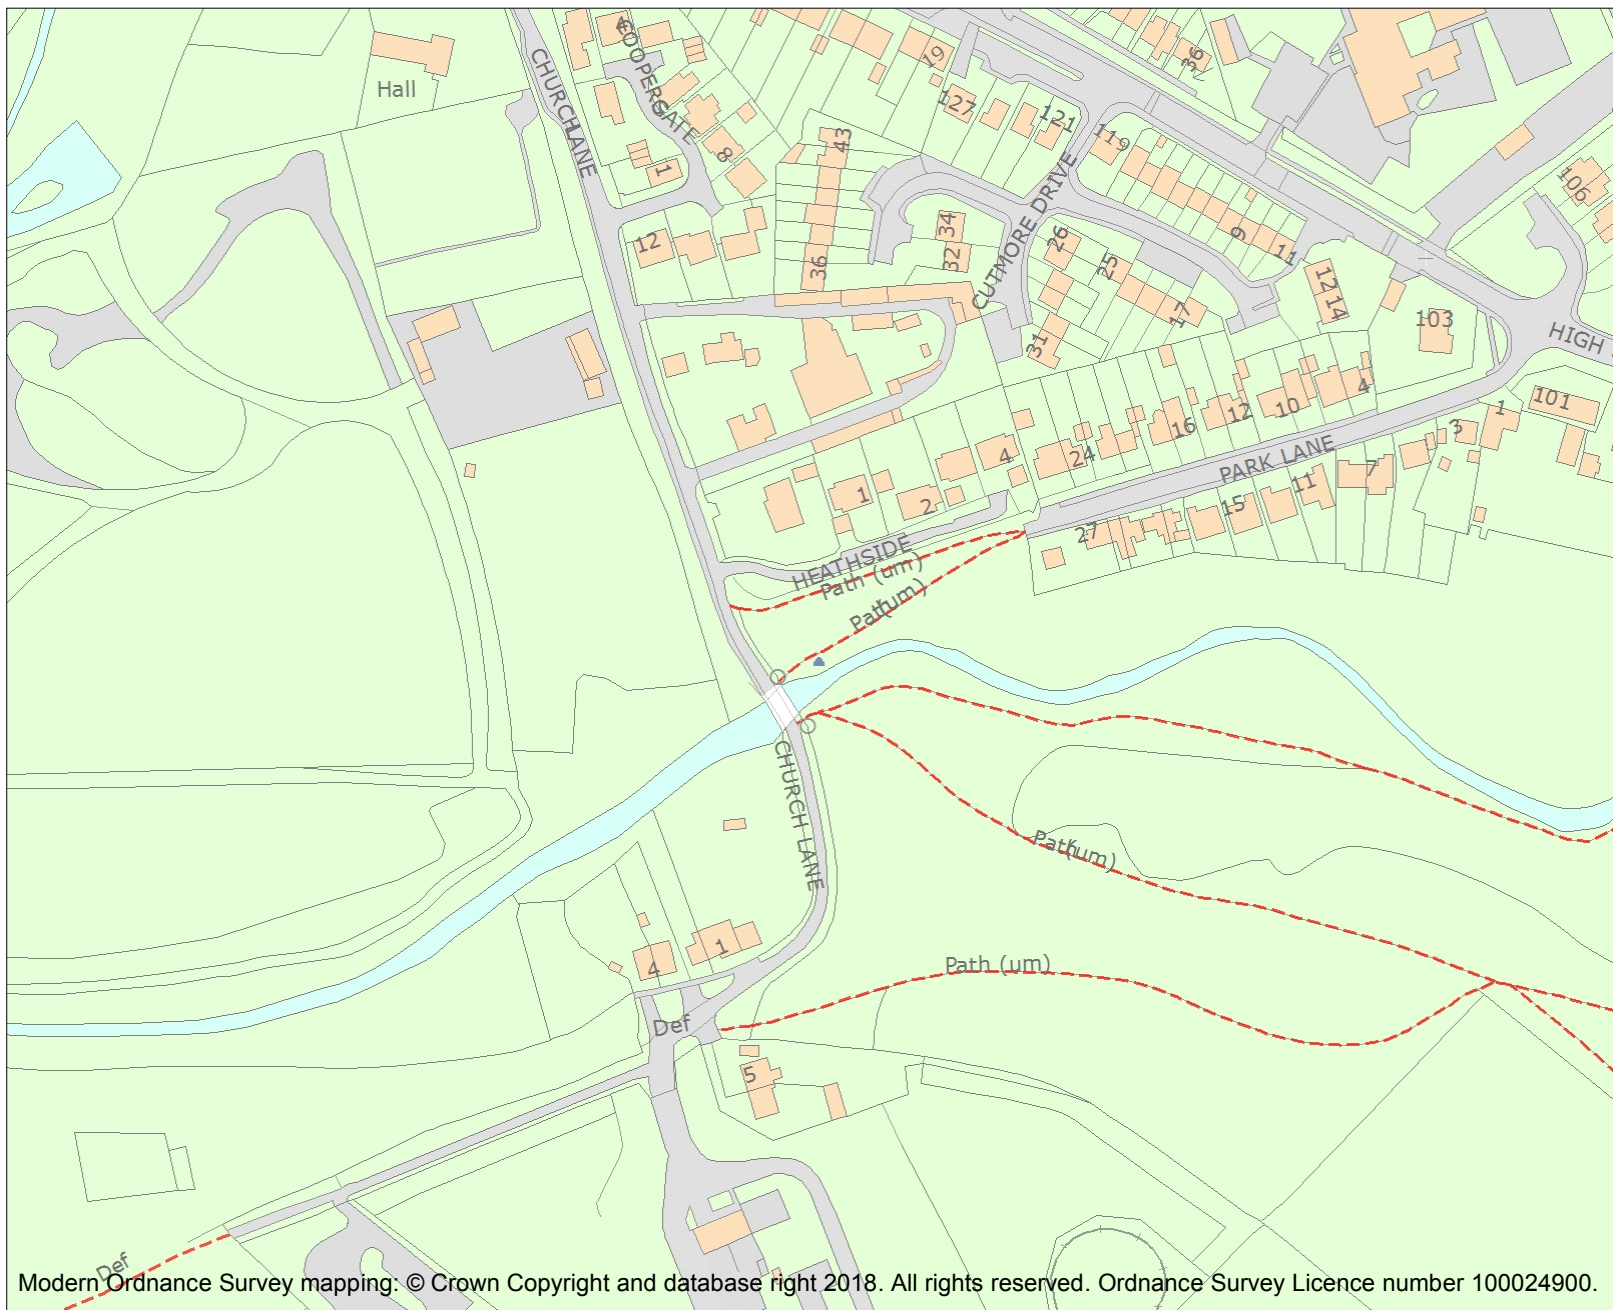 4
COOPERGATE
CHURCH LANE
Hall
19
36
127
121
119
43
8
1
106
CUTMORE DRIVE
34
26
9
11
12
32
36
25
12
14
17
103
HIGH
31
4
101
12
10
16
1
3
PARK LANE
4
24
7
1
2
11
15
27
HEATHSIDE
Path (um)
Path (um)
CHURCH LANE
Path (um)
1
4
Path (um)
Def
5
Def
Modern Ordnance Survey mapping: © Crown Copyright and database right 2018. All rights reserved. Ordnance Survey Licence number 100024900.